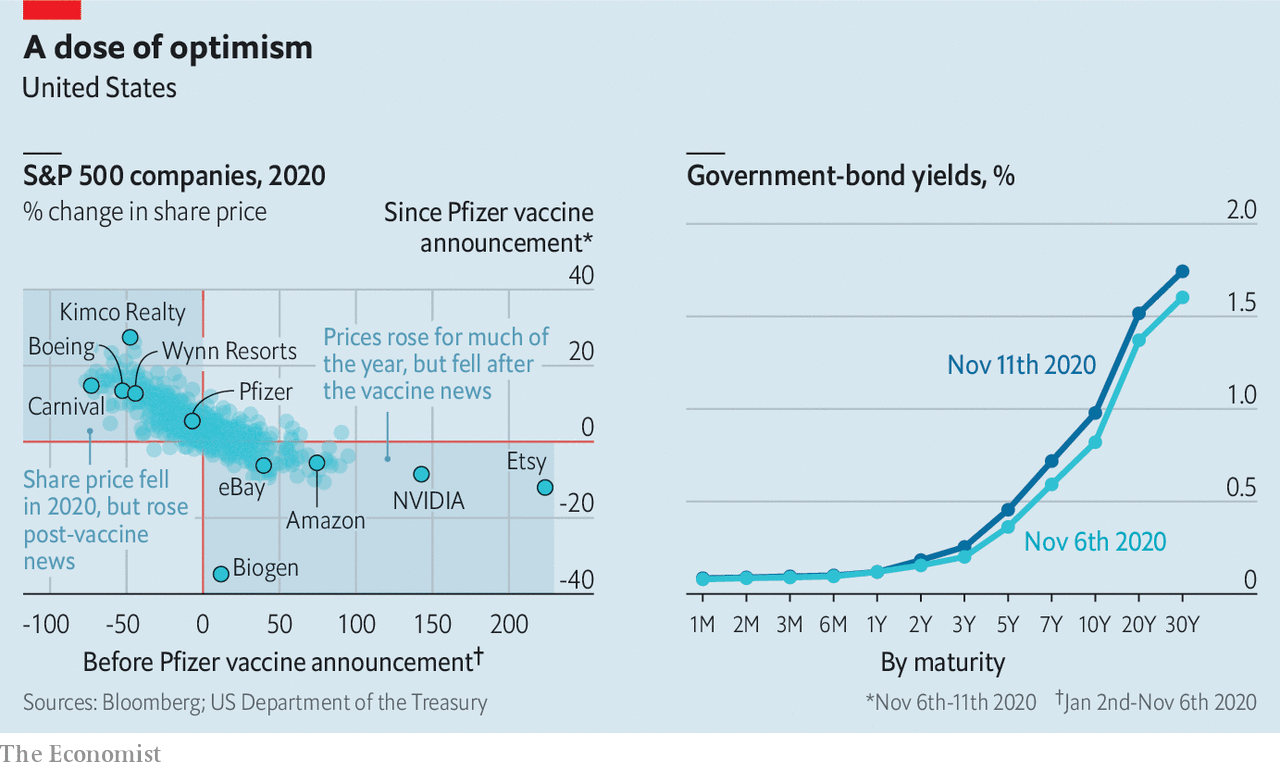 A dose of optimism
United States
S&P 500 companies, 2020
% change in share price
Since Pfizer vaccine
announcement*
40
20
0
-20
-40
Kimco Realty
Boeing
Wynn Resorts
Carnival
Pfizer
Prices rose for much of
the year, but fell after
the vaccine news
Share price fell
in 2020, but rose
post-vaccine
news
eBay
Amazon
NVIDIA
Etsy
Biogen
-100 -50 0 50 100 150 200
Before Pfizer vaccine announcement†
Government-bond yields, %
2.0
1.5
1.0
0.5
0
Nov 11th 2020
Nov 6th 2020
1M 2M 3M 6M 1Y 2Y 3Y 5Y 7Y 10Y 20Y 30Y
By maturity
Sources: Bloomberg; US Department of the Treasury
*Nov 6th-11th 2020 †Jan 2nd-Nov 6th 2020
The Economist